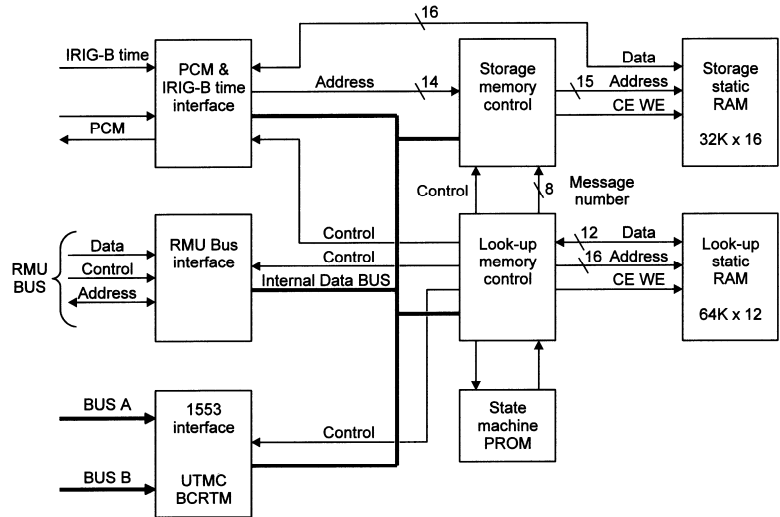 16
IRIG-B time
PCM &
IRIG-B time
interface
PCM
Address
14
Storage
memory
control
Data
15
Address
CE WE
Storage
static
RAM
32K x 16
Control
8
Message
number
RMU
BUS
Data
Control
Address
RMU Bus
interface
Control
Control
Internal Data BUS
Look-up
memory
control
12
Data
16
Address
CE WE
Look-up
static
RAM
64K x 12
BUS A
BUS B
1553
interface
UTMC
BCRTM
Control
State
machine
PROM